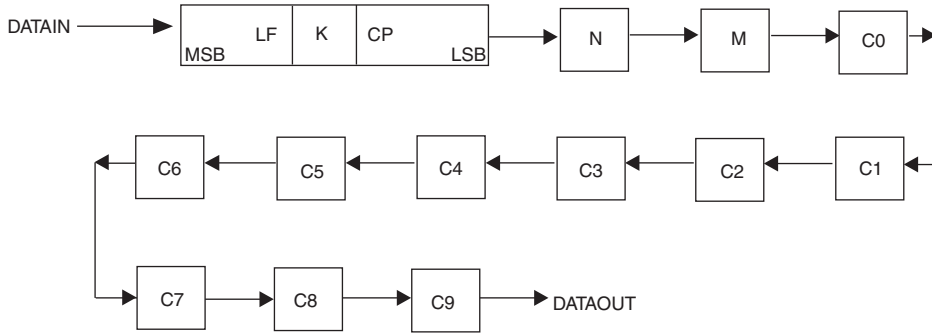 DATAIN
LF K CP
MSB LSB
N
M
C0
C6
C5
C4
C3
C2
C1
C7
C8
C9
DATAOUT